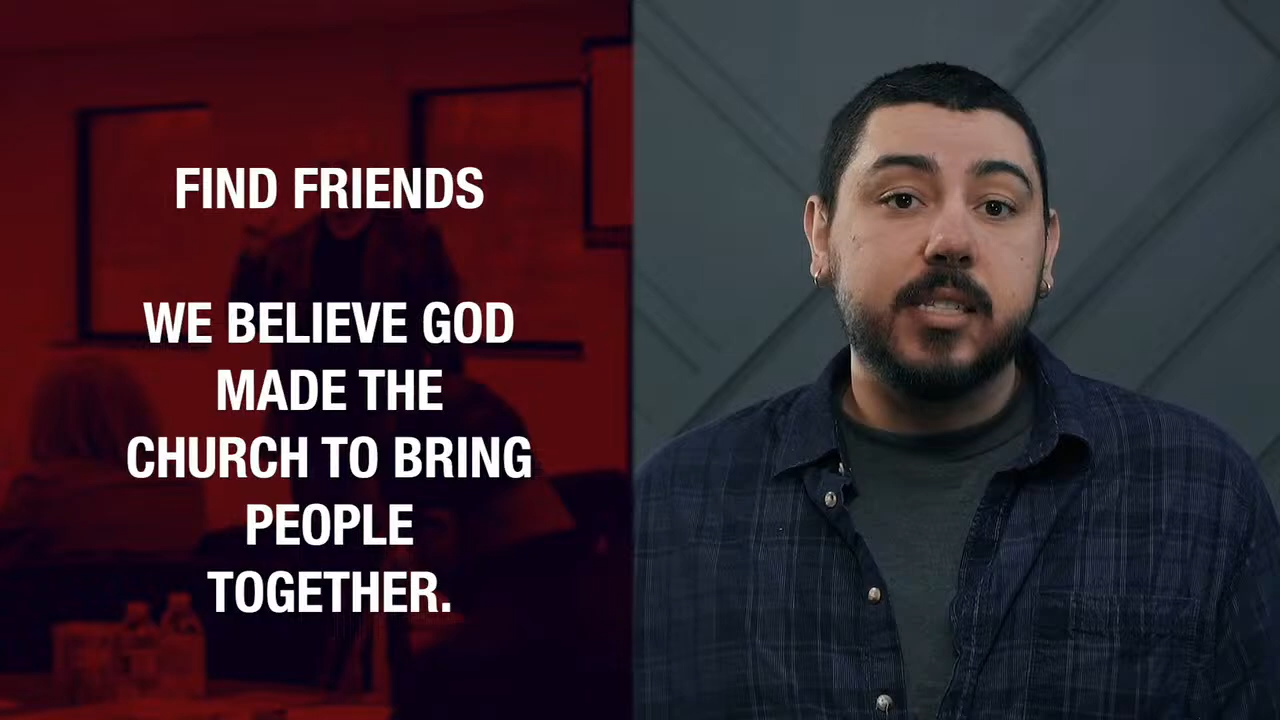 FIND FRIENDS
WE BELIEVE GOD
MADE THE
CHURCH TO BRING
PEOPLE
TOGETHER.